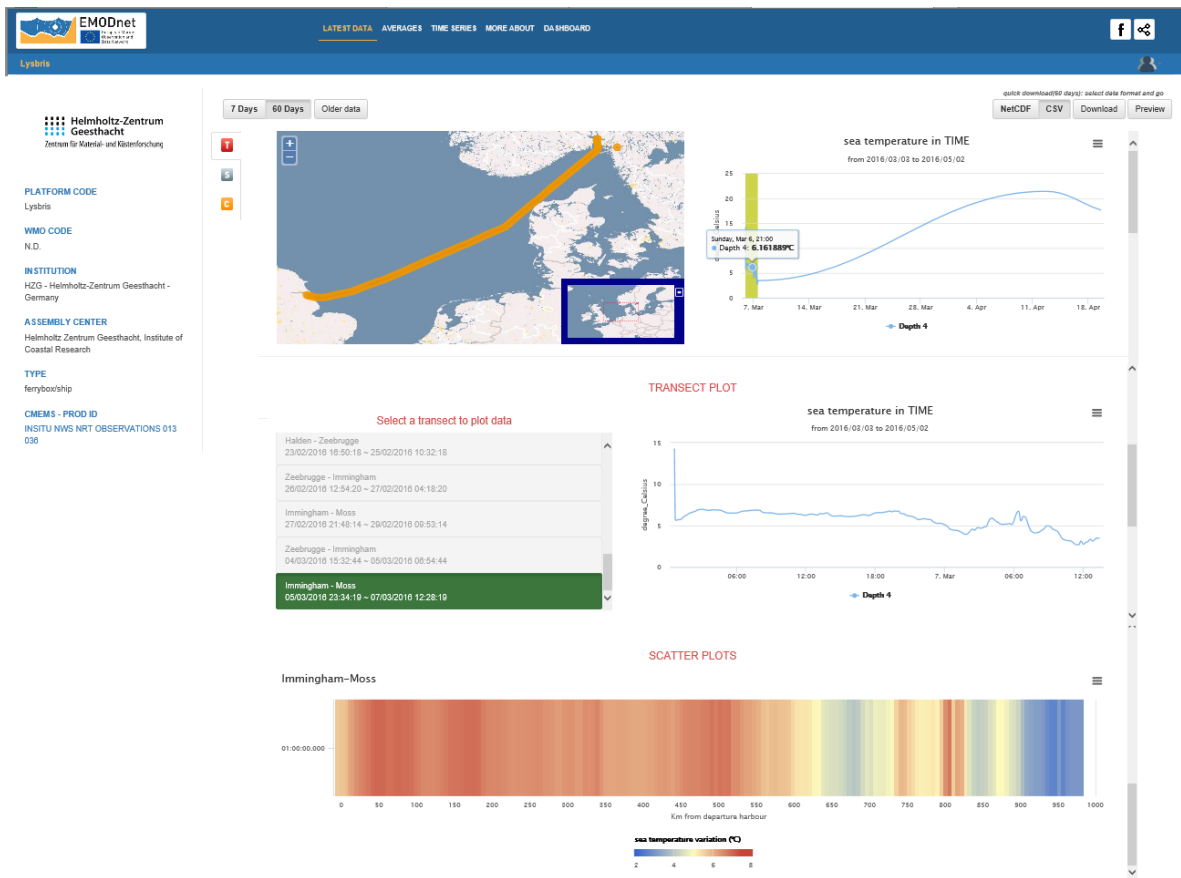 EMODnet
European Marine
Observation and
Data Network
LATEST DATA AVERAGES TIME SERIES MORE ABOUT DASHBOARD
Lysbris
Helmholtz-Zentrum
Geesthacht
Zentrum für Material- und Küstenforschung
PLATFORM CODE
Lysbris
WMO CODE
N.D.
INSTITUTION
HZG - Helmholtz-Zentrum Geesthacht -
Germany
ASSEMBLY CENTER
Helmholtz Zentrum Geesthacht, Institute of
Coastal Research
TYPE
ferrybox/ship
CMEMS - PROD ID
INSITU NWS NRT OBSERVATIONS 013
036
7 Days 60 Days Older data
quick download(60 days): select data format and go
NetCDF CSV Download Preview
T
S
C
+
−
sea temperature in TIME
from 2016/03/03 to 2016/05/02
25
20
15
5
0
Sunday, Mar 6, 21:00
Depth 4: 6.161889°C
7. Mar 14. Mar 21. Mar 28. Mar 4. Apr 11. Apr 18. Apr
Depth 4
TRANSECT PLOT
Select a transect to plot data
Halden - Zeebrugge
23/02/2016 16:50:18 ~ 25/02/2016 10:32:18
Zeebrugge - Immingham
26/02/2016 12:54:20 ~ 27/02/2016 04:18:20
Immingham - Moss
27/02/2016 21:48:14 ~ 29/02/2016 09:53:14
Zeebrugge - Immingham
04/03/2016 15:32:44 ~ 05/03/2016 06:54:44
Immingham - Moss
05/03/2016 23:34:19 ~ 07/03/2016 12:28:19
sea temperature in TIME
from 2016/03/03 to 2016/05/02
degree_Celsius
15
10
5
0
06:00 12:00 18:00 7. Mar 06:00 12:00
Depth 4
SCATTER PLOTS
Immingham-Moss
01:00:00.000
0 50 100 150 200 250 300 350 400 450 500 550 600 650 700 750 800 850 900 950 1000
Km from departure harbour
sea temperature variation (°C)
2 4 6 8